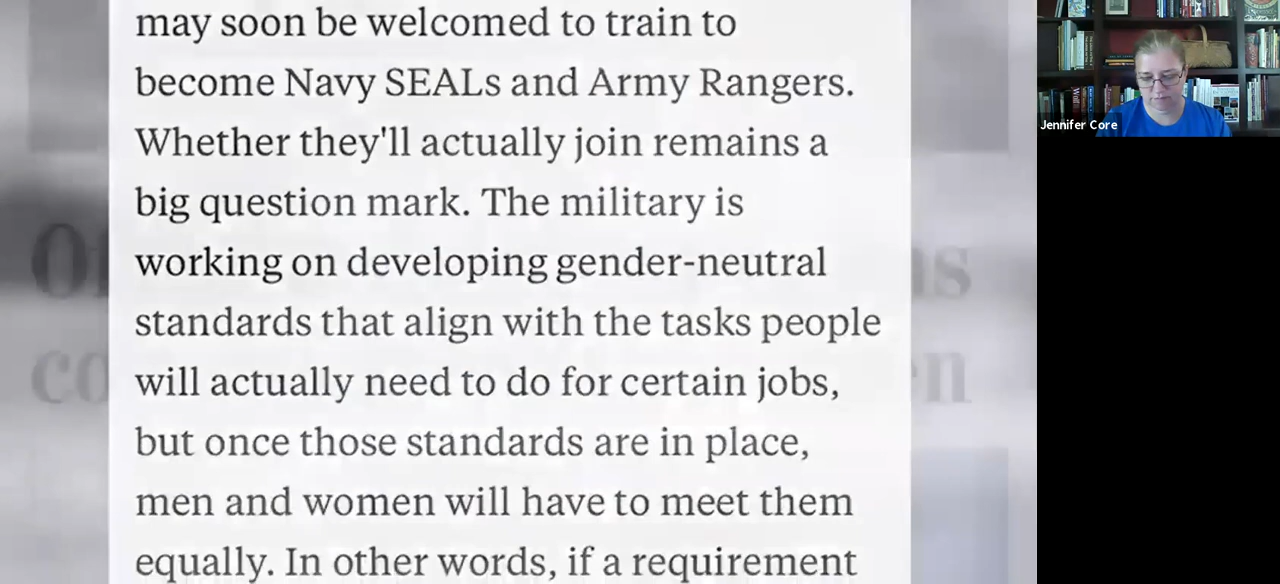 may soon be welcomed to train to
become Navy SEALs and Army Rangers.
Whether they'll actually join remains a
big question mark. The military is
working on developing gender-neutral
standards that align with the tasks people
will actually need to do for certain jobs,
but once those standards are in place,
men and women will have to meet them
equally. In other words, if a requirement
Jennifer Core